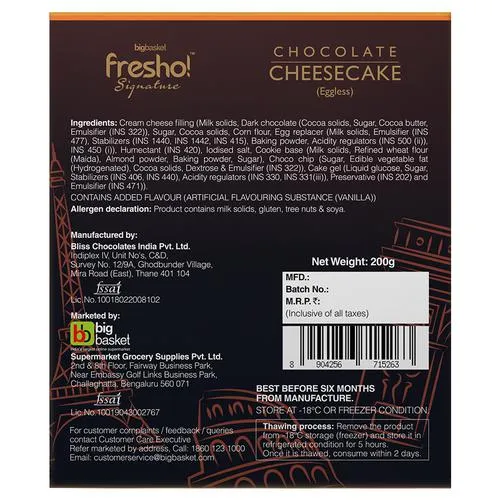 bigbasket
fresho!™
Signature
CHOCOLATE
CHEESECAKE
(Eggless)
Ingredients: Cream cheese filling (Milk solids, Dark chocolate (Cocoa solids, Sugar, Cocoa butter,
Emulsifier (INS 322)), Sugar, Cocoa solids, Corn flour, Egg replacer (Milk solids, Emulsifier (INS
477), Stabilizers (INS 1440, 1442, INS 415), Baking powder, Acidity regulators (INS 500 (ii)),
INS 450 (i)), Humectant (INS 420), Iodised salt, Cookie base (Milk solids, Refined wheat flour
(Maida), Almond powder, Baking powder, Sugar), Choco chip (Sugar, Edible vegetable fat
(Hydrogenated), Cocoa solids, Dextrose & Emulsifier (INS 322)), Cake gel (Liquid glucose, Sugar,
Stabilizers (INS 406, INS 440), Acidity regulators (INS 330, INS 331(iii)), Preservative (INS 202) and
Emulsifier (INS 471)).
CONTAINS ADDED FLAVOUR (ARTIFICIAL FLAVOURING SUBSTANCE (VANILLA))
Allergen declaration: Product contains milk solids, gluten, tree nuts & soya.
Manufactured by:
Bliss Chocolates India Pvt. Ltd.
Indiplex IV, Unit No's, C&D,
Survey No. 12/9A, Ghodbunder Village,
Mira Road (East), Thane 401 104
fssai
Lic.No.10018022008102
Marketed by:
bb big
basket
India's largest online supermarket
Supermarket Grocery Supplies Pvt. Ltd.
2nd & 8th Floor, Fairway Business Park,
Near Embassy Golf Links Business Park,
Challaghatta, Bengaluru 560 071
fssai
Lic.No. 10019043002767
For customer complaints / feedback / queries
contact Customer Care Executive
Refer marketed by address, Call: 1860 123 1000
Email: customerservice@bigbasket.com
Net Weight: 200g
MFD.:
Batch No.:
M.R.P. ₹:
(Inclusive of all taxes)
8 904256 715263
BEST BEFORE SIX MONTHS
FROM MANUFACTURE.
STORE AT -18°C OR FREEZER CONDITION.
Thawing process: Remove the product
from -18°C storage (freezer) and store it in
refrigerated condition for 5 hours.
Once it is thawed, consume within 2 days.